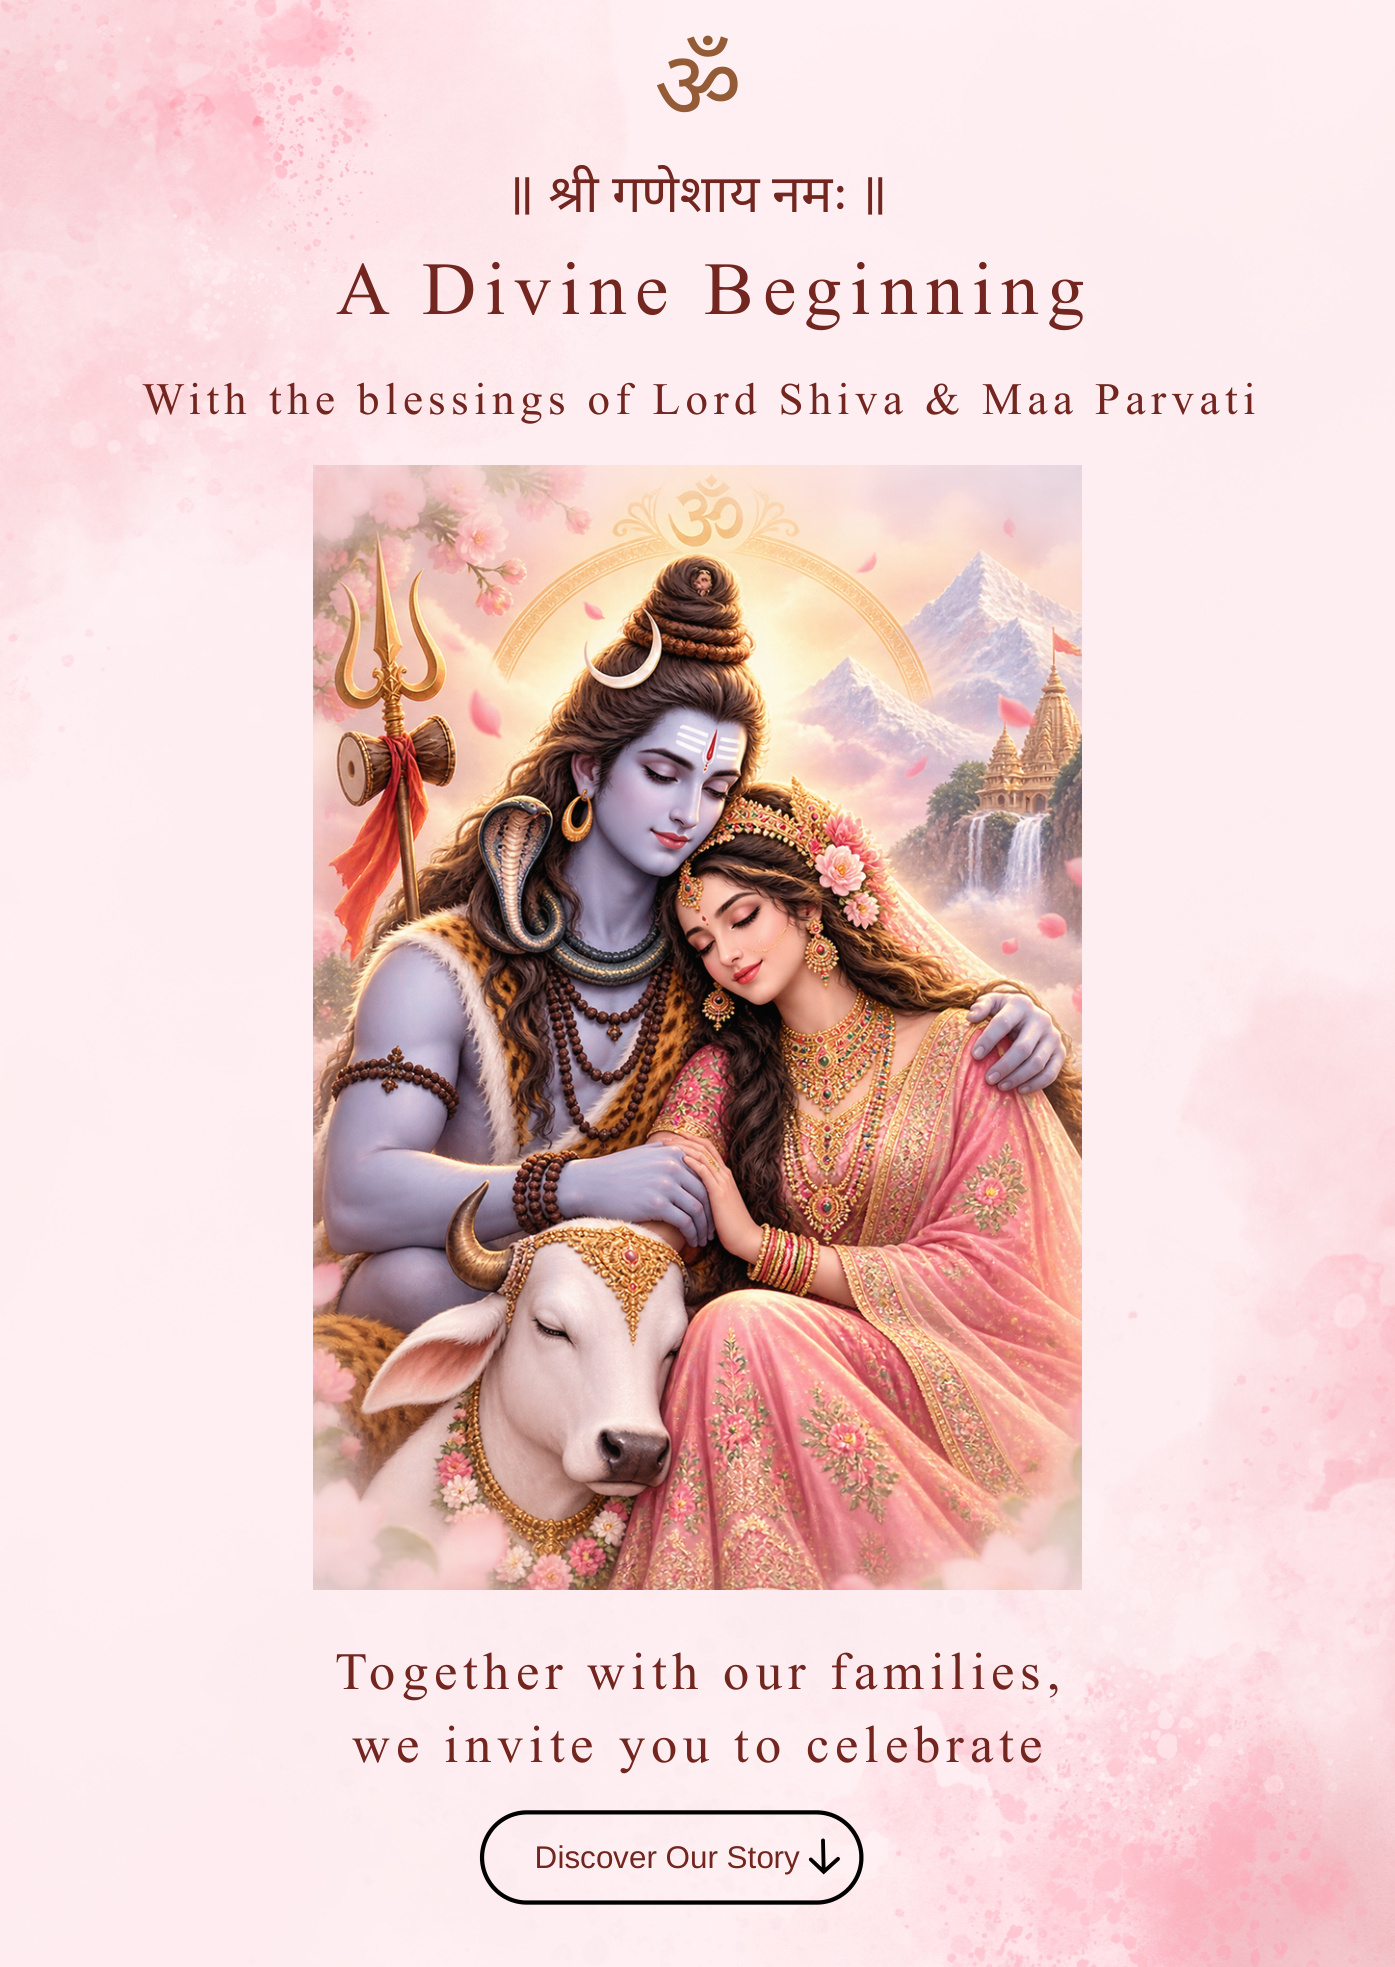 ॐ
॥ श्री गणेशाय नमः ॥
A Divine Beginning
With the blessings of Lord Shiva & Maa Parvati
ॐ
Together with our families,
we invite you to celebrate
Discover Our Story ↓